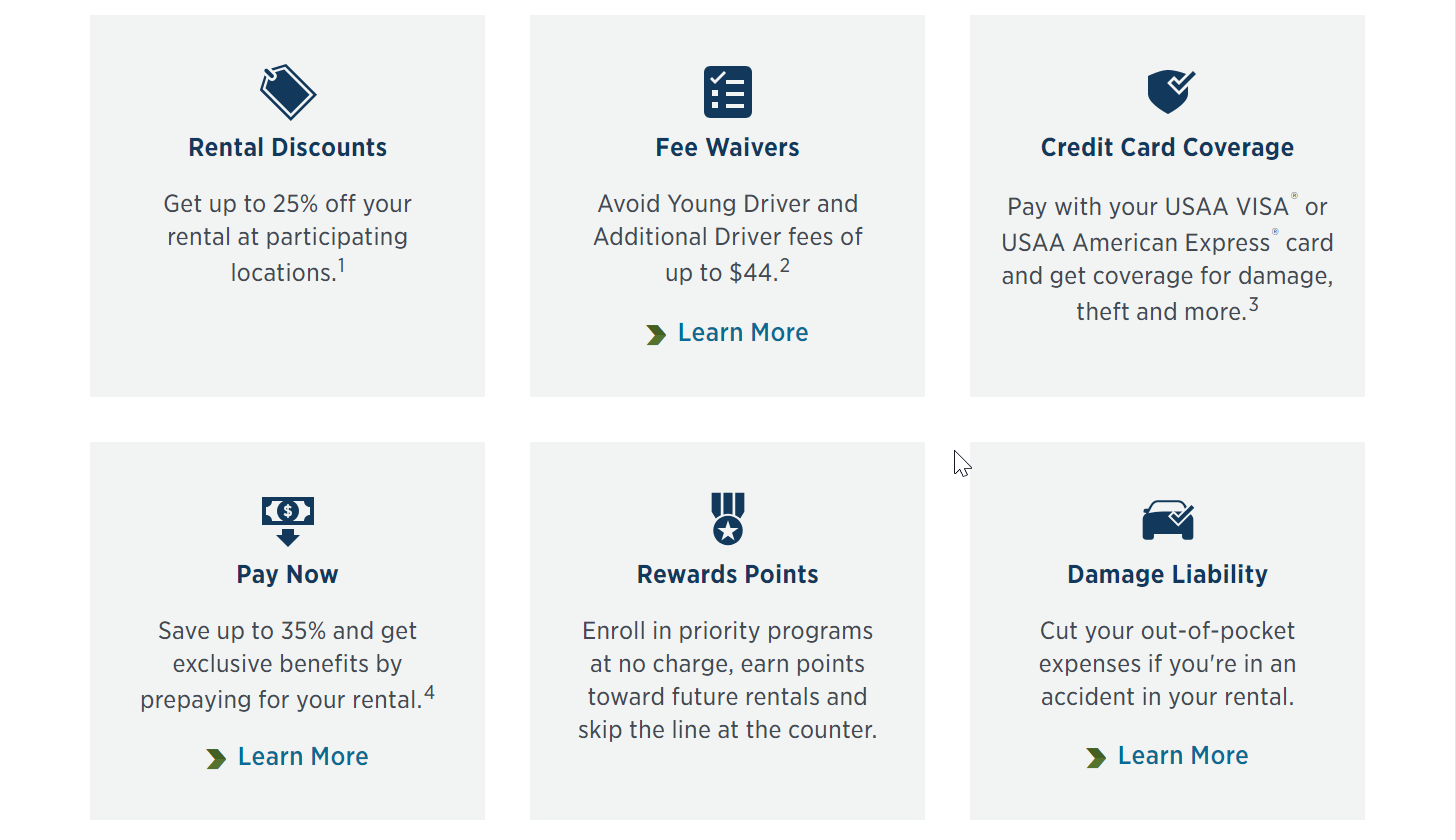 Rental Discounts
Get up to 25% off your
rental at participating
locations.1
Fee Waivers
Avoid Young Driver and
Additional Driver fees of
up to $44.2
Learn More
Credit Card Coverage
Pay with your USAA VISA® or
USAA American Express® card
and get coverage for damage,
theft and more.3
Pay Now
Save up to 35% and get
exclusive benefits by
prepaying for your rental.4
Learn More
Rewards Points
Enroll in priority programs
at no charge, earn points
toward future rentals and
skip the line at the counter.
Damage Liability
Cut your out-of-pocket
expenses if you're in an
accident in your rental.
Learn More